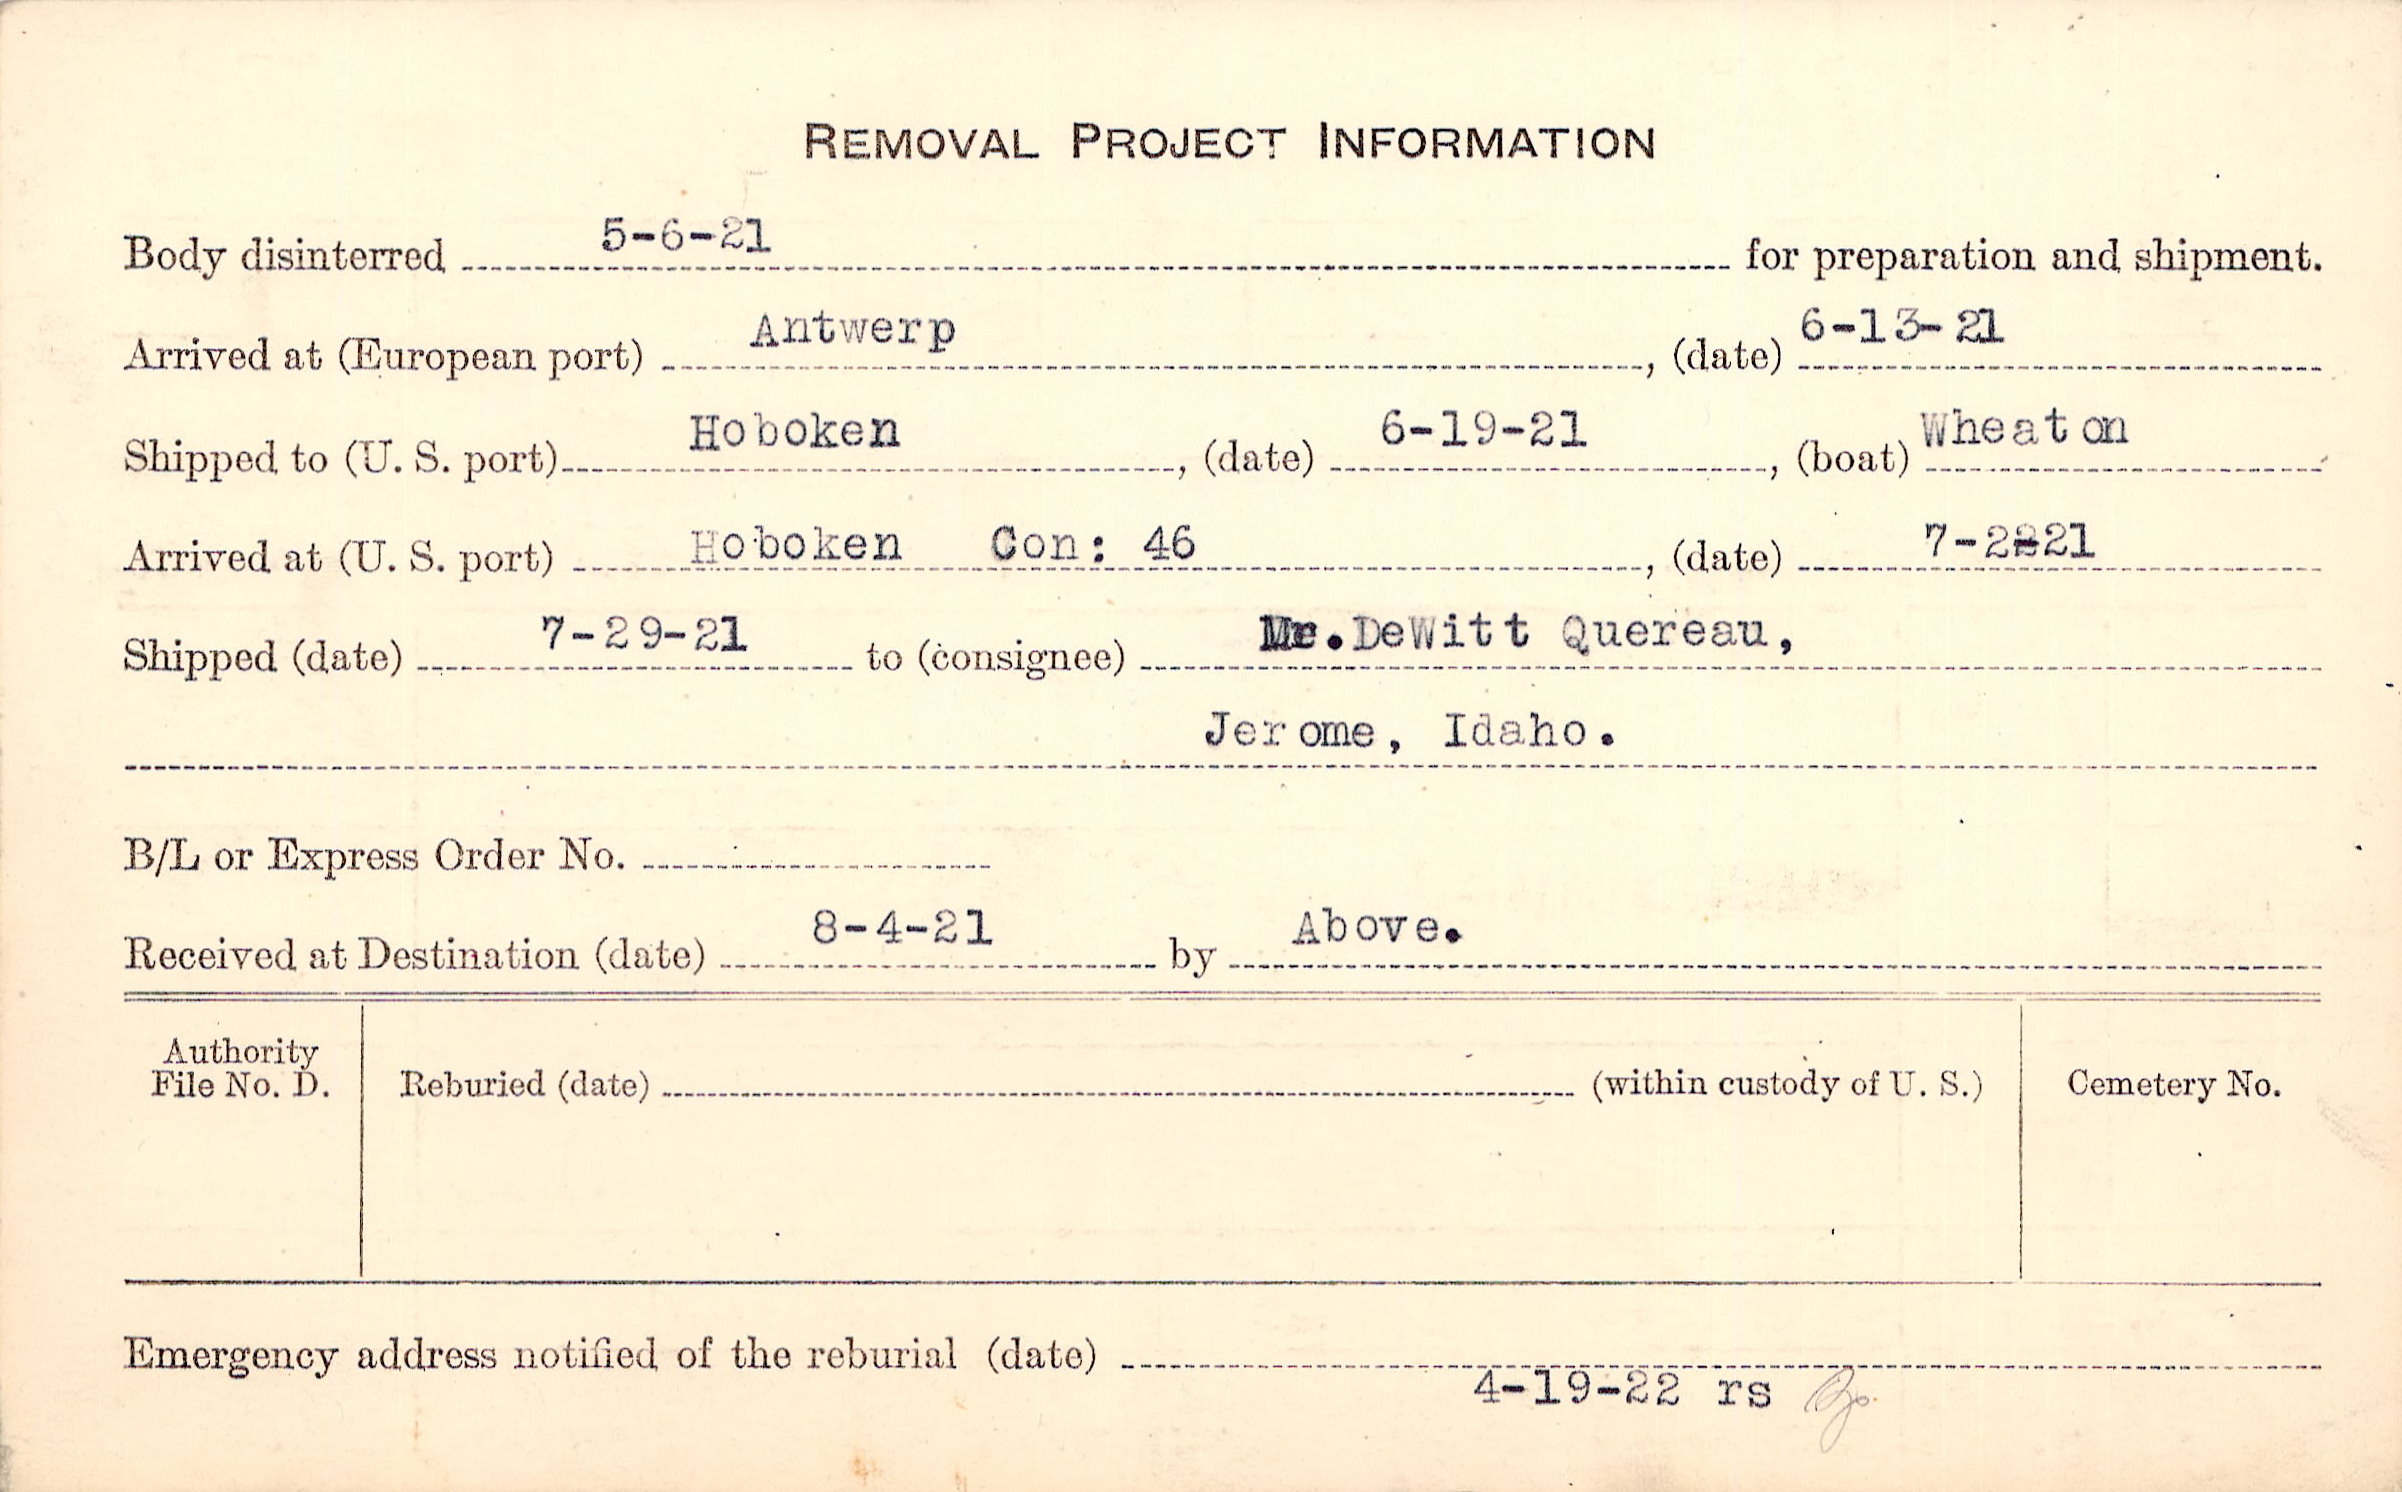 REMOVAL PROJECT INFORMATION
Body disinterred 5-6-21 for preparation and shipment.
Arrived at (European port) Antwerp, (date) 6-13-21
Shipped to (U. S. port) Hoboken, (date) 6-19-21, (boat) Wheaton
Arrived at (U. S. port) Hoboken Con: 46, (date) 7-2-21
Shipped (date) 7-29-21 to (consignee) Mr. DeWitt Quereau,
Jerome, Idaho.
B/L or Express Order No.
Received at Destination (date) 8-4-21 by Above.
Authority
File No. D.
Reburied (date) (within custody of U. S.)
Cemetery No.
Emergency address notified of the reburial (date)
4-19-22 rs